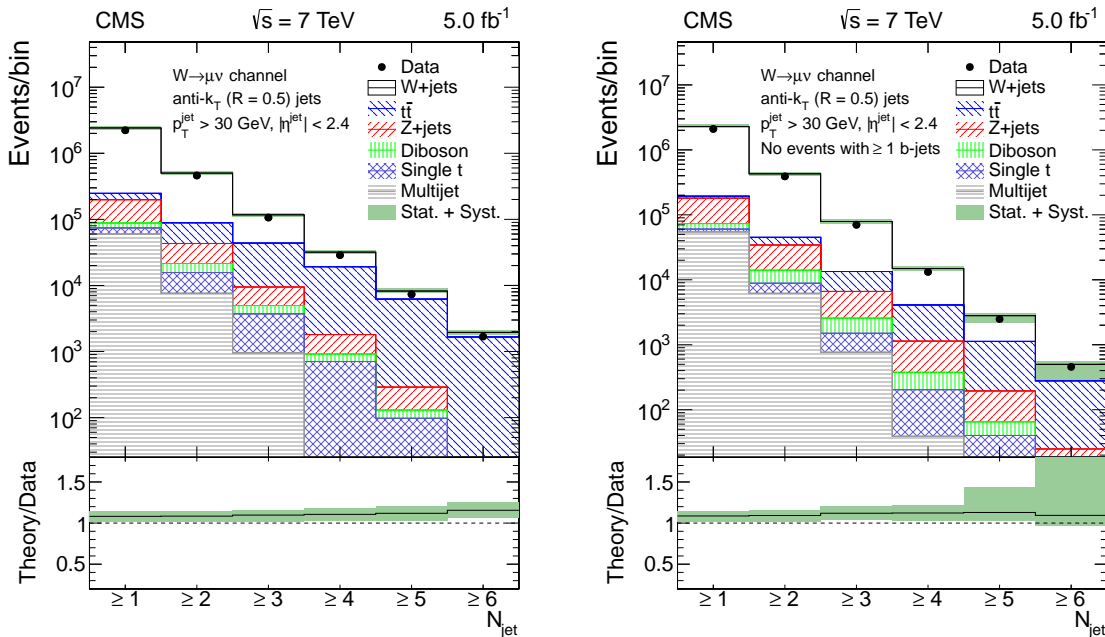 CMS √s = 7 TeV 5.0 fb⁻¹
Events/bin
10⁷
10⁶
10⁵
10⁴
10³
10²
W→μν channel
anti-k_T (R = 0.5) jets
p_T^jet > 30 GeV, |η^jet| < 2.4
Data
W+jets
tt̄
Z+jets
Diboson
Single t
Multijet
Stat. + Syst.
Theory/Data
1.5
1
0.5
≥ 1 ≥ 2 ≥ 3 ≥ 4 ≥ 5 ≥ 6
N_jet
CMS √s = 7 TeV 5.0 fb⁻¹
Events/bin
10⁷
10⁶
10⁵
10⁴
10³
10²
W→μν channel
anti-k_T (R = 0.5) jets
p_T^jet > 30 GeV, |η^jet| < 2.4
No events with ≥ 1 b-jets
Data
W+jets
tt̄
Z+jets
Diboson
Single t
Multijet
Stat. + Syst.
Theory/Data
1.5
1
0.5
≥ 1 ≥ 2 ≥ 3 ≥ 4 ≥ 5 ≥ 6
N_jet